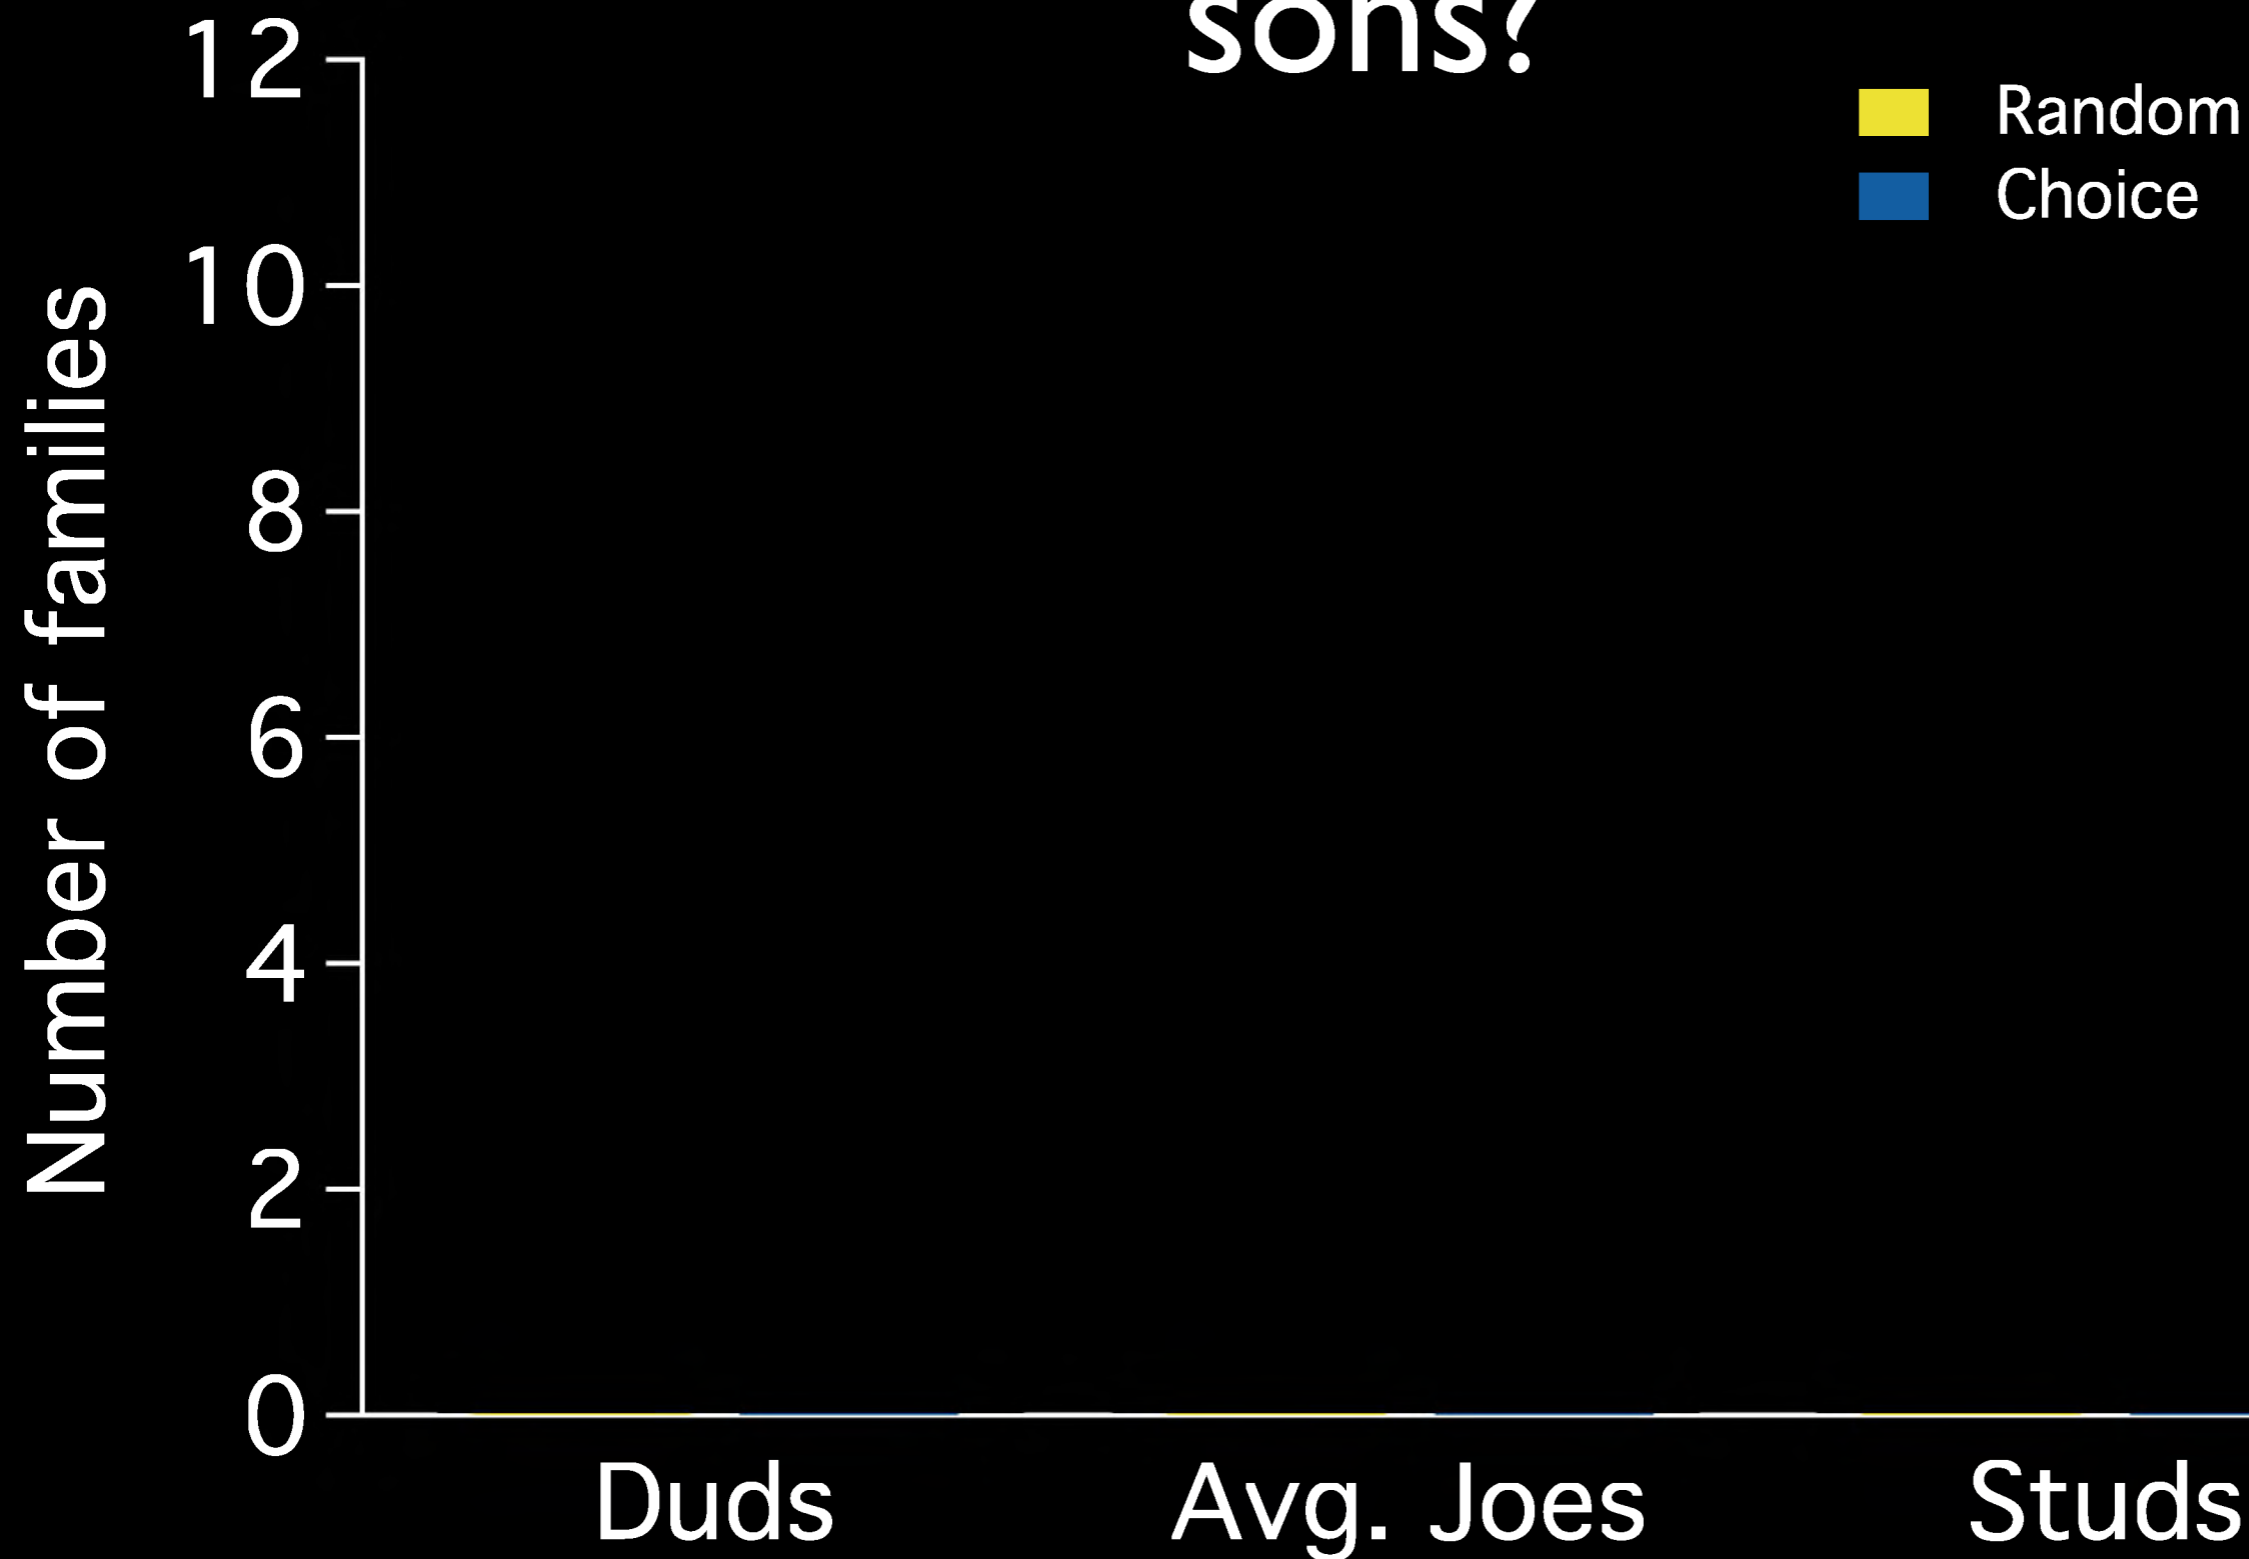 sons?
Random
Choice
Number of families
12
10
8
6
4
2
0
Duds
Avg. Joes
Studs